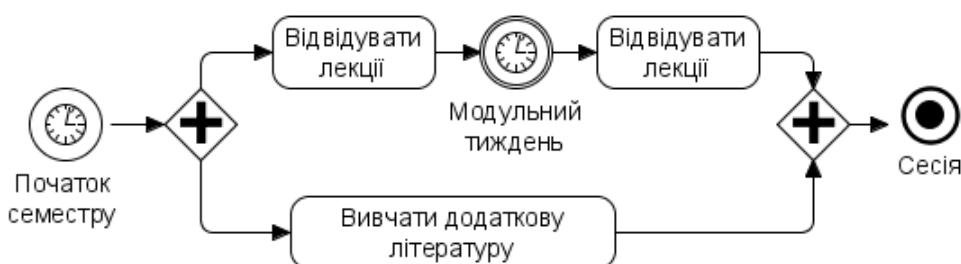 Відвідувати
лекції
Модульний
тиждень
Відвідувати
лекції
Початок
семестру
Вивчати додаткову
літературу
Сесія